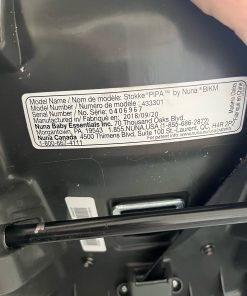 Model Name / Nom de modèle: Stokke® PIPA™ by Nuna® BIKM
Model Number / Numéro de modèle: 433301
Serial Number / No. de Série: 0406967
Manufactured in / Fabriqué en: 2018/09/20
Nuna Baby Essentials Inc. 70 Thousand Oaks Blvd.
Morgantown, PA 19543 1.855.NUNA.USA (1-855-686-2872)
Nuna Canada 4500 Thimens Blvd, Suite 100 St.-Laurent, QC, H4R 2P2
1-800-667-4111